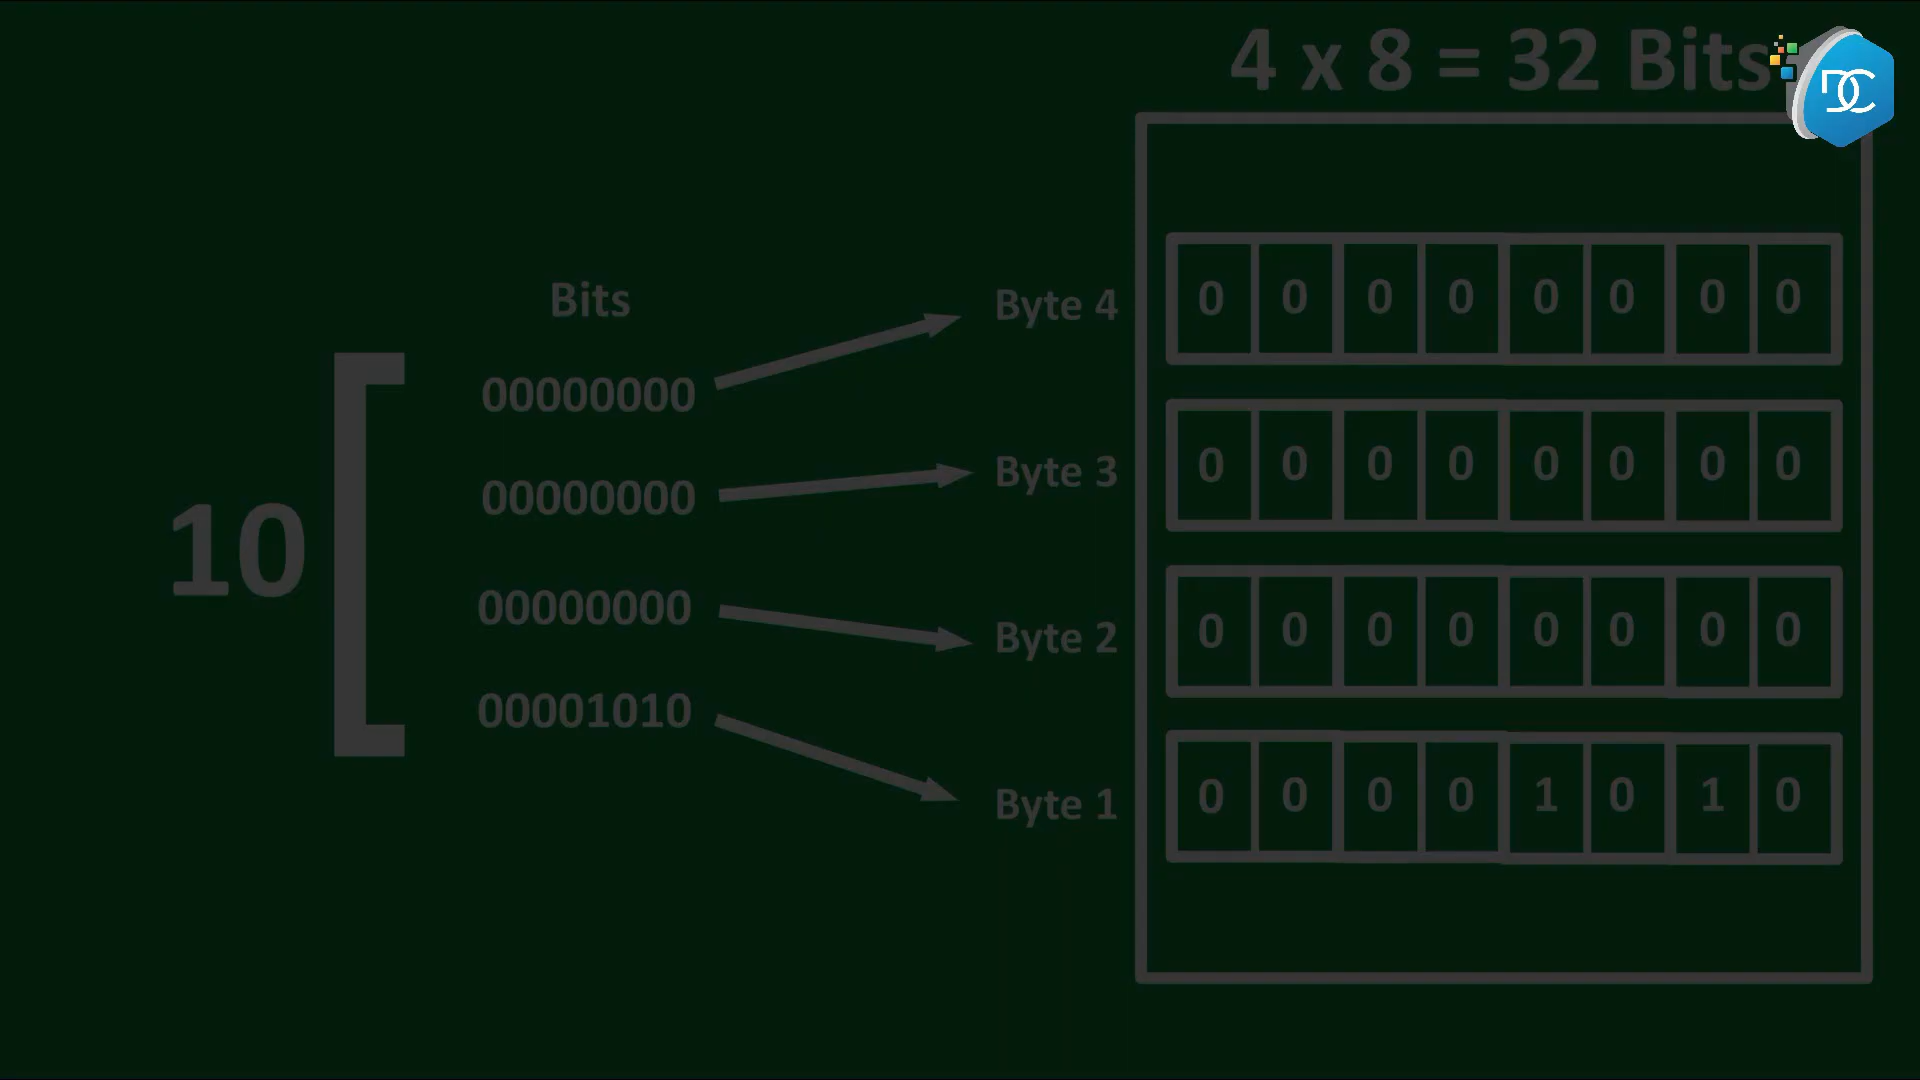 4 x 8 = 32 Bits
DC
Bits
10
00000000
00000000
00000000
00001010
Byte 4
0 0 0 0 0 0 0 0
Byte 3
0 0 0 0 0 0 0 0
Byte 2
0 0 0 0 0 0 0 0
Byte 1
0 0 0 0 1 0 1 0